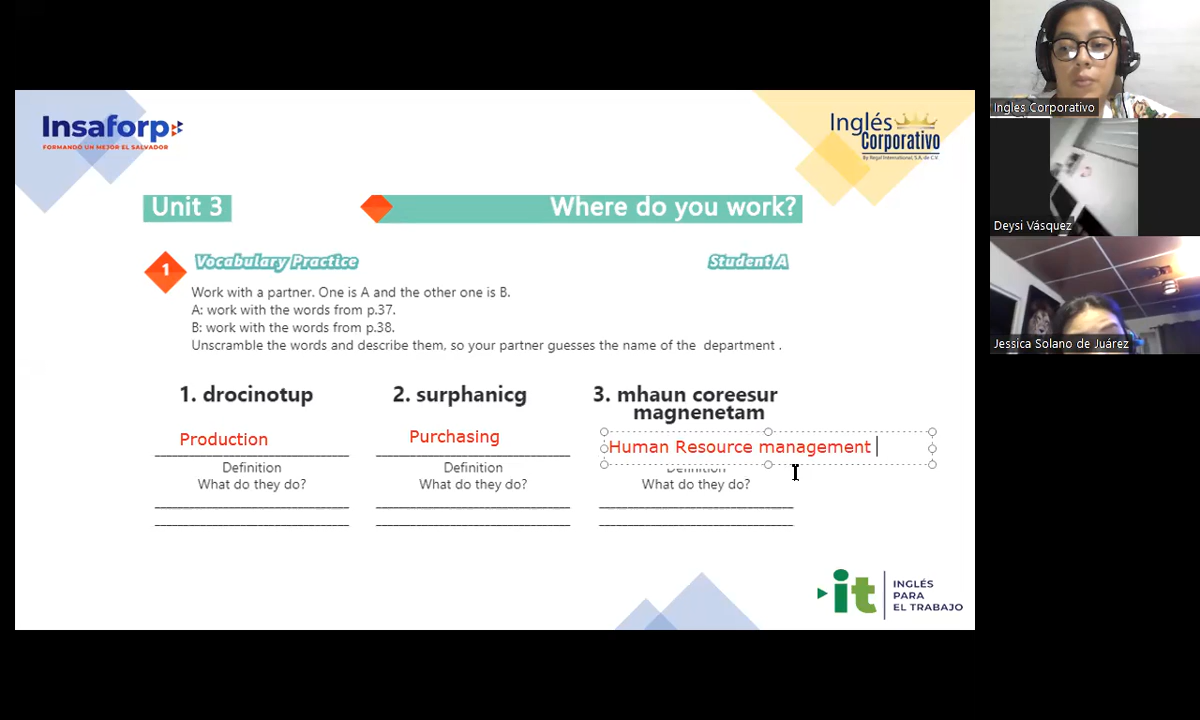 Insaforp
FORMANDO UN MEJOR EL SALVADOR
Inglés
Corporativo
By Regal International, S.A. de C.V.
Unit 3
Where do you work?
1
Vocabulary Practice
Student A
Work with a partner. One is A and the other one is B.
A: work with the words from p.37.
B: work with the words from p.38.
Unscramble the words and describe them, so your partner guesses the name of the department .
1. drocinotup
Production
Definition
What do they do?
2. surphanicg
Purchasing
Definition
What do they do?
3. mhaun coreesur
magnenetam
Human Resource management
Definition
What do they do?
it
INGLÉS
PARA
EL TRABAJO
Ingles Corporativo
Deysi Vásquez
Jessica Solano de Juárez